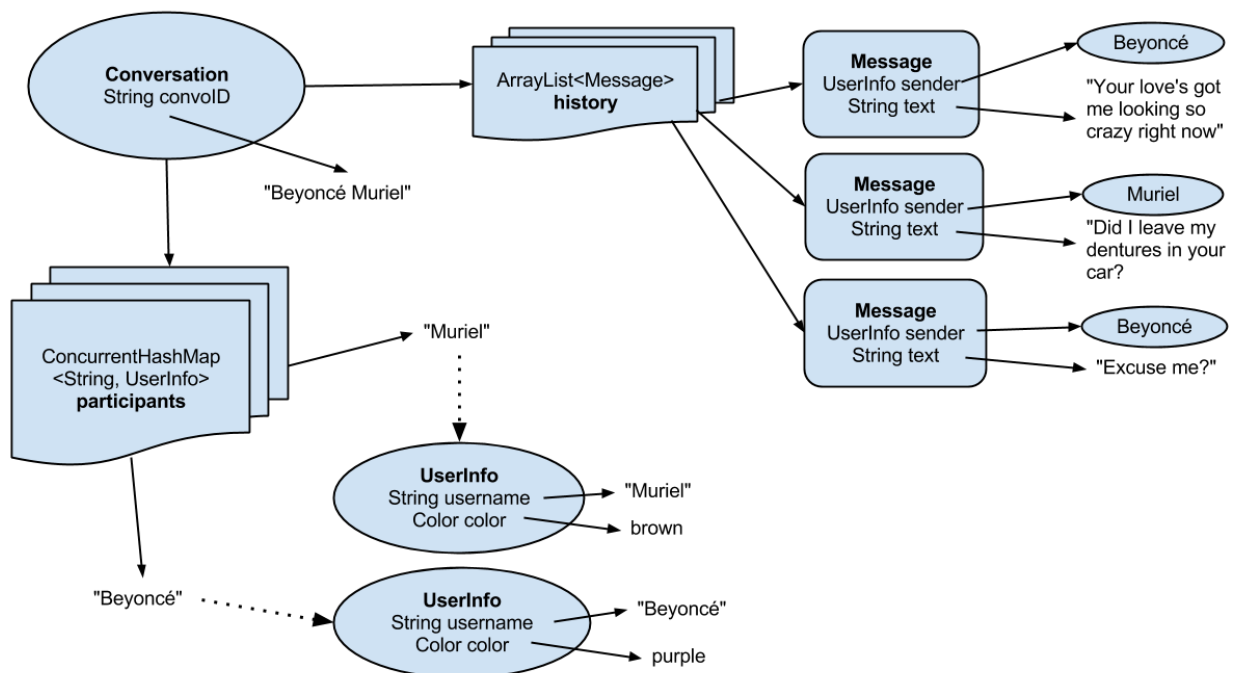 Conversation
String convoID
"Beyoncé Muriel"
ArrayList<Message>
history
Message
UserInfo sender
String text
Beyoncé
"Your love's got
me looking so
crazy right now"
Message
UserInfo sender
String text
Muriel
"Did I leave my
dentures in your
car?
Message
UserInfo sender
String text
Beyoncé
"Excuse me?"
ConcurrentHashMap
<String, UserInfo>
participants
"Muriel"
UserInfo
String username
Color color
"Muriel"
brown
"Beyoncé"
UserInfo
String username
Color color
"Beyoncé"
purple